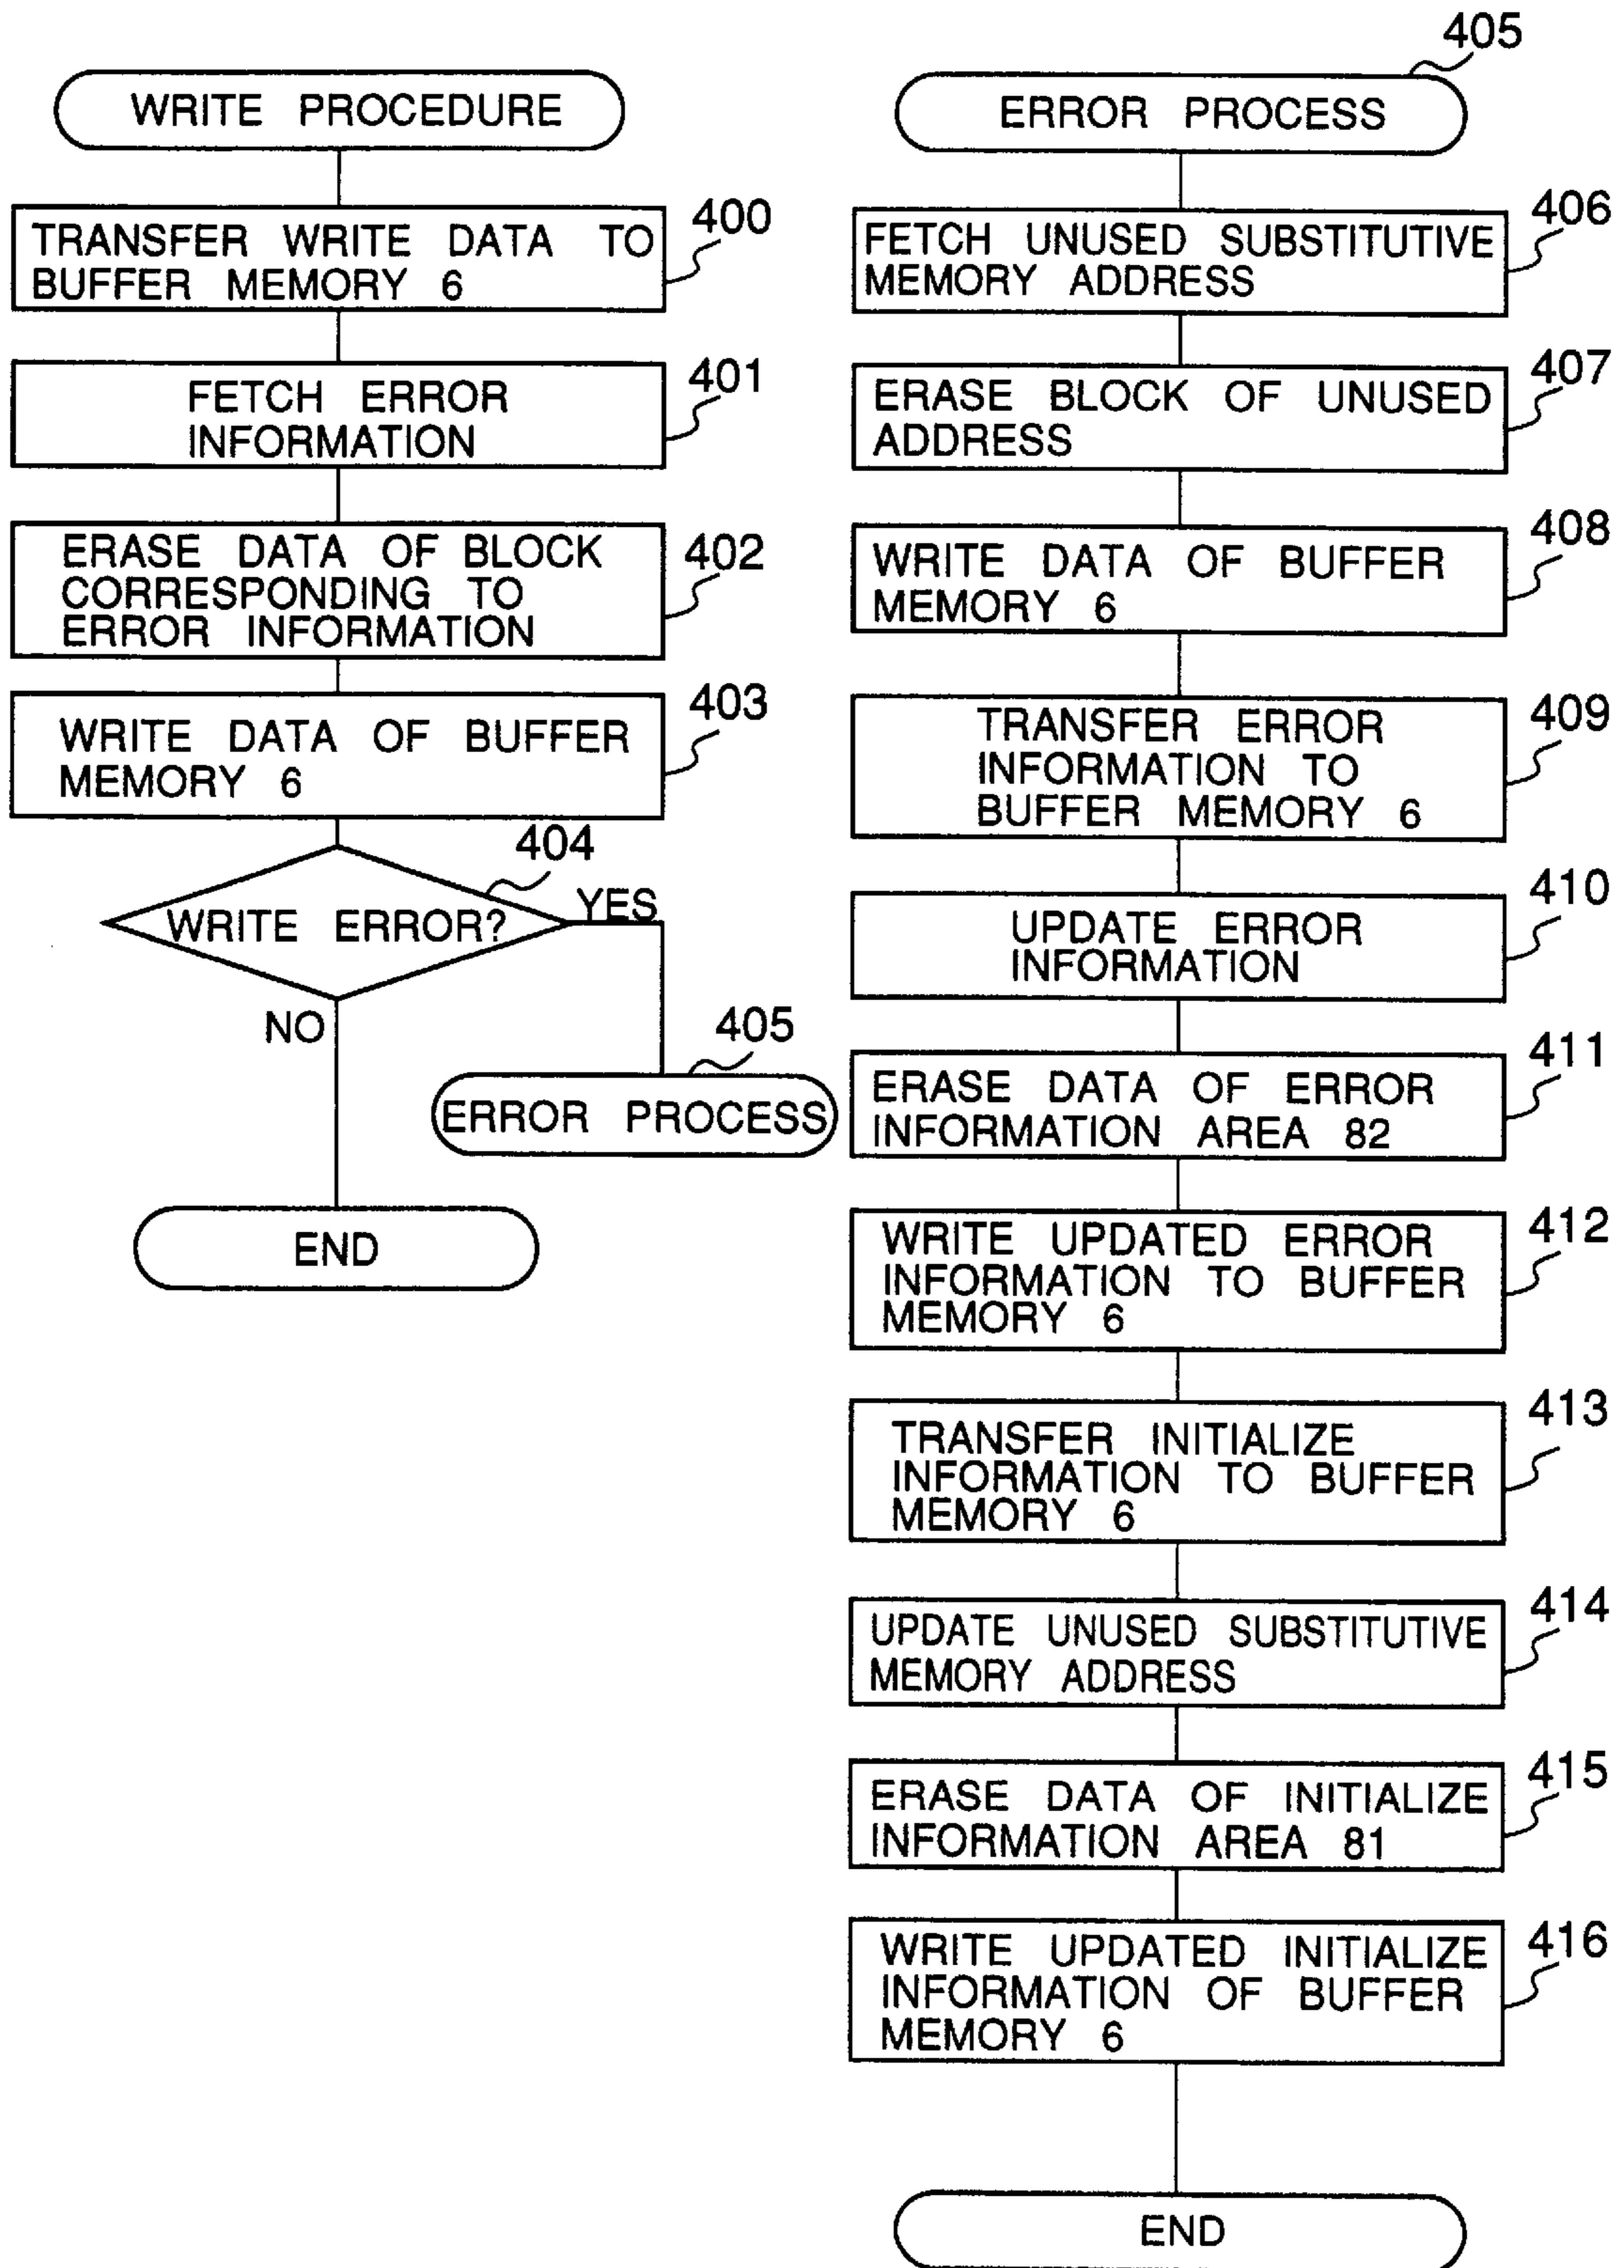 WRITE PROCEDURE
400
TRANSFER WRITE DATA TO
BUFFER MEMORY 6
401
FETCH ERROR
INFORMATION
402
ERASE DATA OF BLOCK
CORRESPONDING TO
ERROR INFORMATION
403
WRITE DATA OF BUFFER
MEMORY 6
404
WRITE ERROR?
YES
NO
405
ERROR PROCESS
END
405
ERROR PROCESS
406
FETCH UNUSED SUBSTITUTIVE
MEMORY ADDRESS
407
ERASE BLOCK OF UNUSED
ADDRESS
408
WRITE DATA OF BUFFER
MEMORY 6
409
TRANSFER ERROR
INFORMATION TO
BUFFER MEMORY 6
410
UPDATE ERROR
INFORMATION
411
ERASE DATA OF ERROR
INFORMATION AREA 82
412
WRITE UPDATED ERROR
INFORMATION TO BUFFER
MEMORY 6
413
TRANSFER INITIALIZE
INFORMATION TO BUFFER
MEMORY 6
414
UPDATE UNUSED SUBSTITUTIVE
MEMORY ADDRESS
415
ERASE DATA OF INITIALIZE
INFORMATION AREA 81
416
WRITE UPDATED INITIALIZE
INFORMATION OF BUFFER
MEMORY 6
END